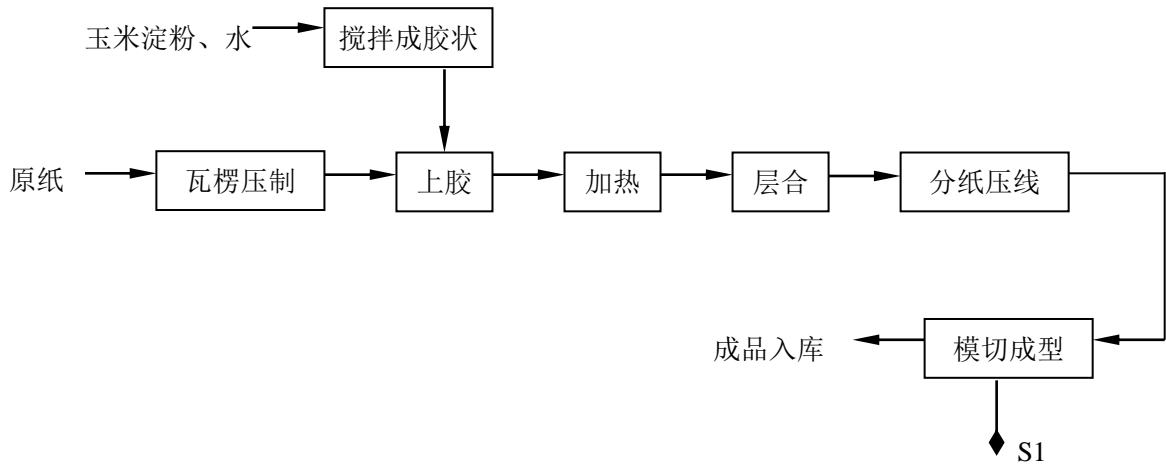 玉米淀粉、水
搅拌成胶状
原纸
瓦楞压制
上胶
加热
层合
分纸压线
成品入库
模切成型
S1